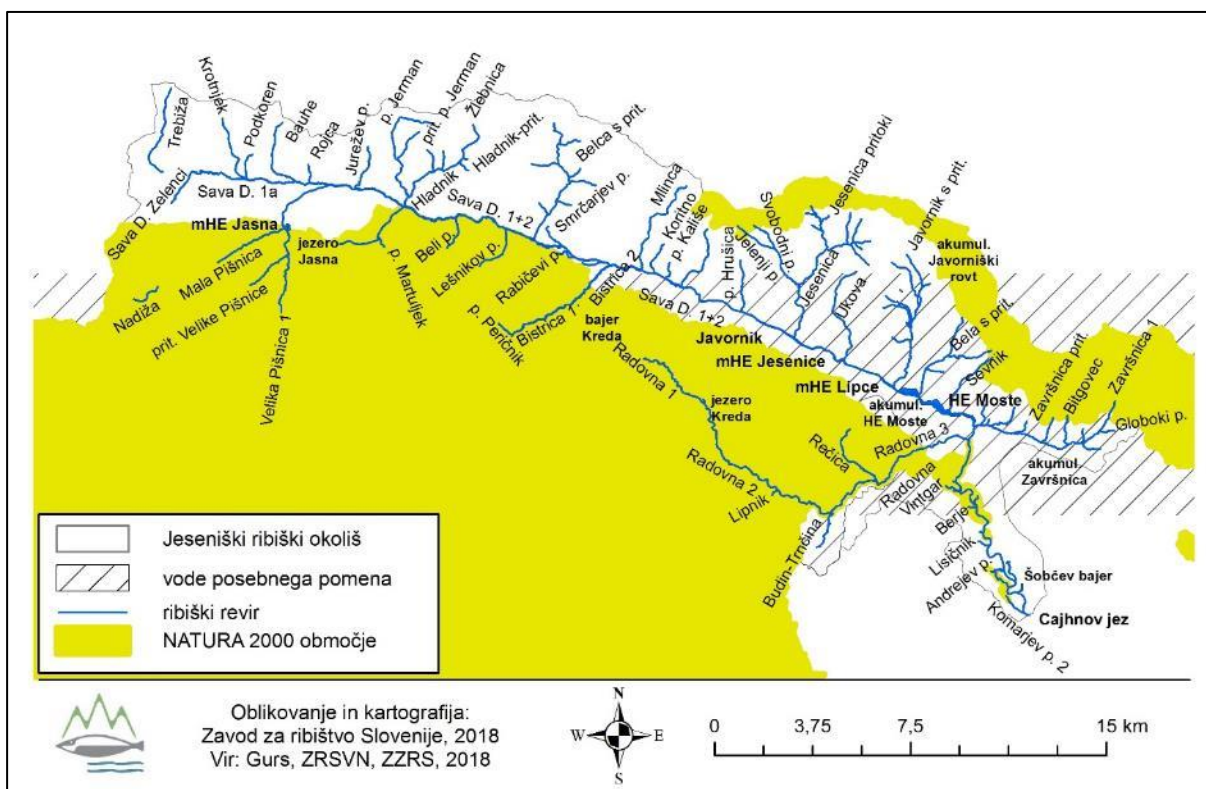 Krotnjek
Podkoren
Bauhe
Rojca
Jurežev p.
p. Jerman
prit. p. Jerman
Žlebnica
Hladnik-prit.
Belca s prit.
Trebiža
Sava D. Zelenci
Sava D. 1a
Hladnik
Sava D. 1+2
Smrčarjev p.
Mlinca
Koritno
p. Kališe
Svobodni p.
Jelenji p.
Jesenica pritoki
Javornik s prit.
akumul.
Javorniški
rovt
mHE Jasna
jezero
Jasna
Mala Pišnica
Nadiža
prit. Velike Pišnice
Velika Pišnica 1
p. Martuljek
Beli p.
Lešnikov p.
Rabičevi p.
p. Peričnik
Bistrica 1
Bistrica 2
bajer
Kreda
Sava D. 1+2
p. Hrušica
Jesenica
Ukova
Javornik
mHE Jesenice
mHE Lipce
Bela s prit.
Sevnik
HE Moste
akumul.
HE Moste
Završnica prit.
Bitgovec
Završnica 1
Globoki p.
akumul.
Završnica
Radovna 1
jezero
Kreda
Radovna 2
Lipnik
Rečica
Radovna 3
Radovna
Vintgar
Budin-Trnčina
Berje
Lisičnik
Andrejev p.
Šobčev bajer
Komarjev p. 2
Cajhnov jez
Jeseniški ribiški okoliš
vode posebnega pomena
ribiški revir
NATURA 2000 območje
Oblikovanje in kartografija:
Zavod za ribištvo Slovenije, 2018
Vir: Gurs, ZRSVN, ZZRS, 2018
N
W E
S
0 3,75 7,5 15 km